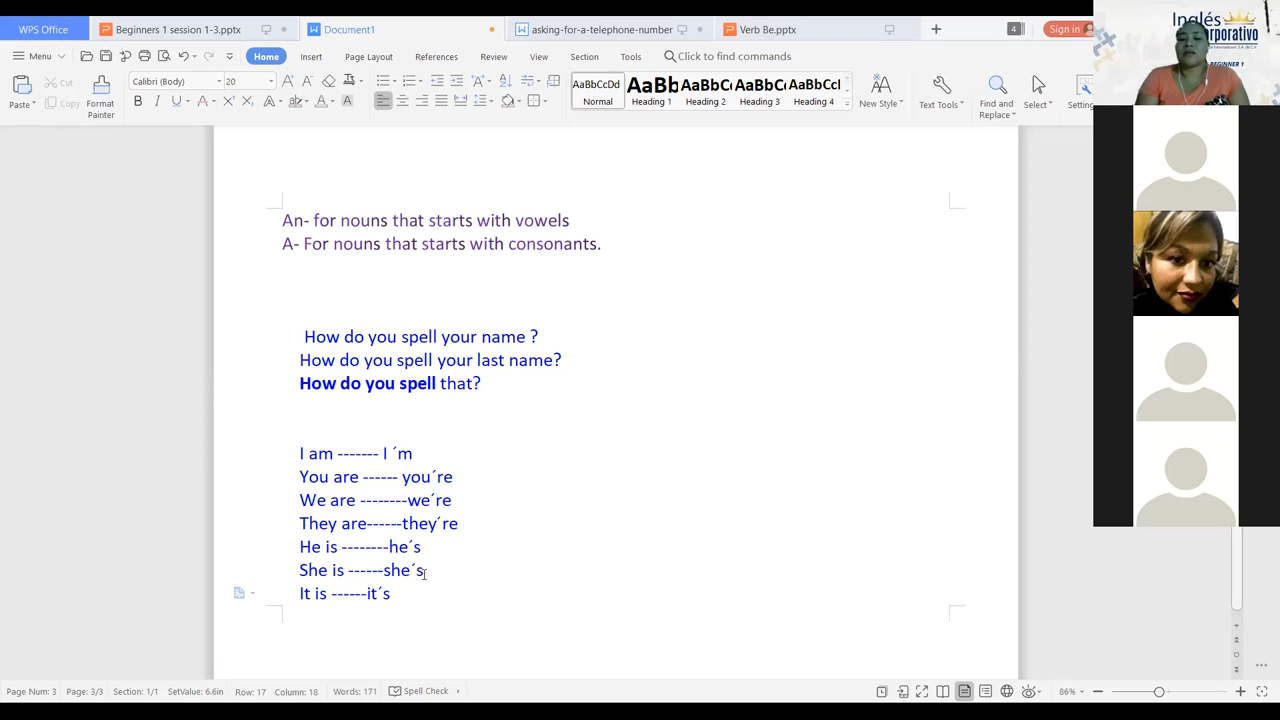 WPS Office
Beginners 1 session 1-3.pptx
Document1
asking-for-a-telephone-number
Verb Be.pptx
4
Sign in
Menu
Home
Insert
Page Layout
References
Review
View
Section
Tools
Click to find commands
Paste
Cut
Copy
Format
Painter
Calibri (Body)
20
AaBbCcDd
Normal
AaBb
Heading 1
AaBbC
Heading 2
AaBbC
Heading 3
AaBbCcI
Heading 4
New Style
Text Tools
Find and
Replace
Select
Inglés
orporativo
BEGINNER 1
An- for nouns that starts with vowels
A- For nouns that starts with consonants.
How do you spell your name ?
How do you spell your last name?
How do you spell that?
I am ------- I ´m
You are ------ you´re
We are --------we´re
They are------they´re
He is --------he´s
She is ------she´s
It is ------it´s
Page Num: 3
Page: 3/3
Section: 1/1
SetValue: 6.6in
Row: 17
Column: 18
Words: 171
Spell Check
86%